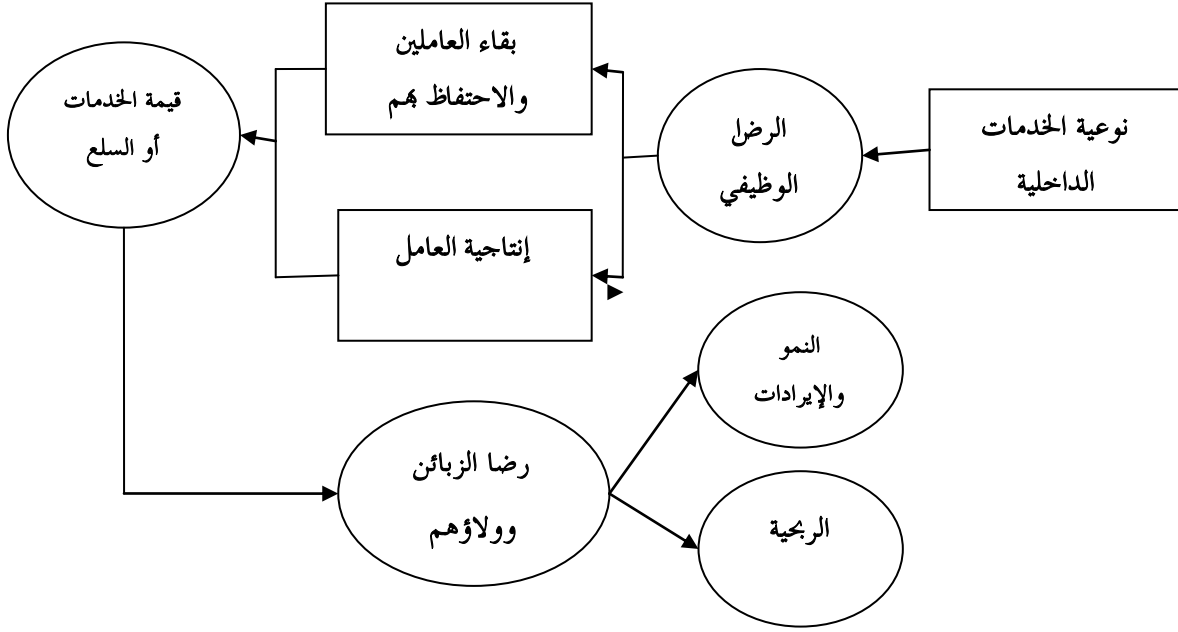 نوعية الخدمات
الداخلية
الرضا
الوظيفي
بقاء العاملين
والاحتفاظ بهم
إنتاجية العامل
قيمة الخدمات
أو السلع
رضا الزبائن
وولاؤهم
النمو
والإيرادات
الربحية